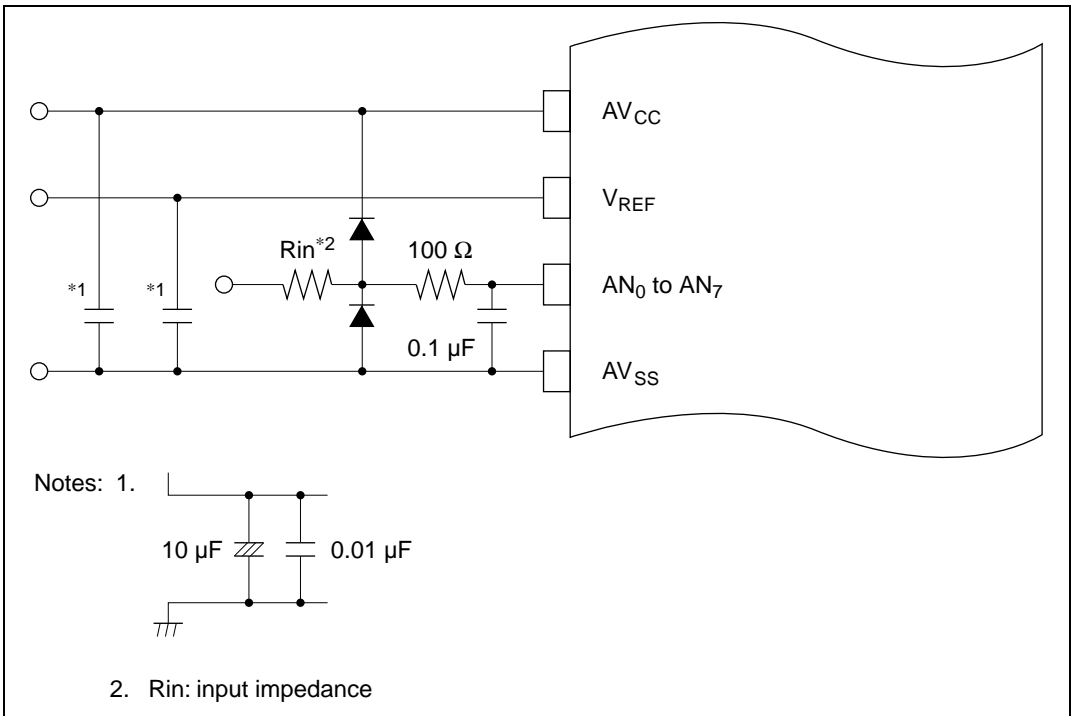 AVCC
VREF
Rin*2 100 Ω
*1 *1 AN0 to AN7
0.1 µF
AVSS
Notes: 1.
10 µF 0.01 µF
2. Rin: input impedance